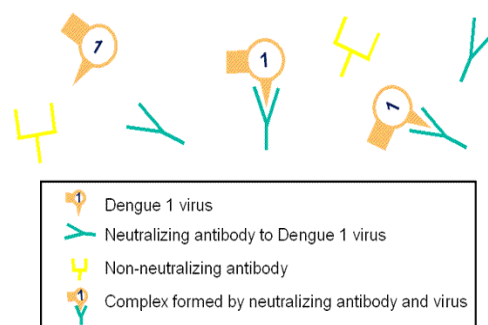 1
1
1
1
Dengue 1 virus
Neutralizing antibody to Dengue 1 virus
Non-neutralizing antibody
1
Complex formed by neutralizing antibody and virus